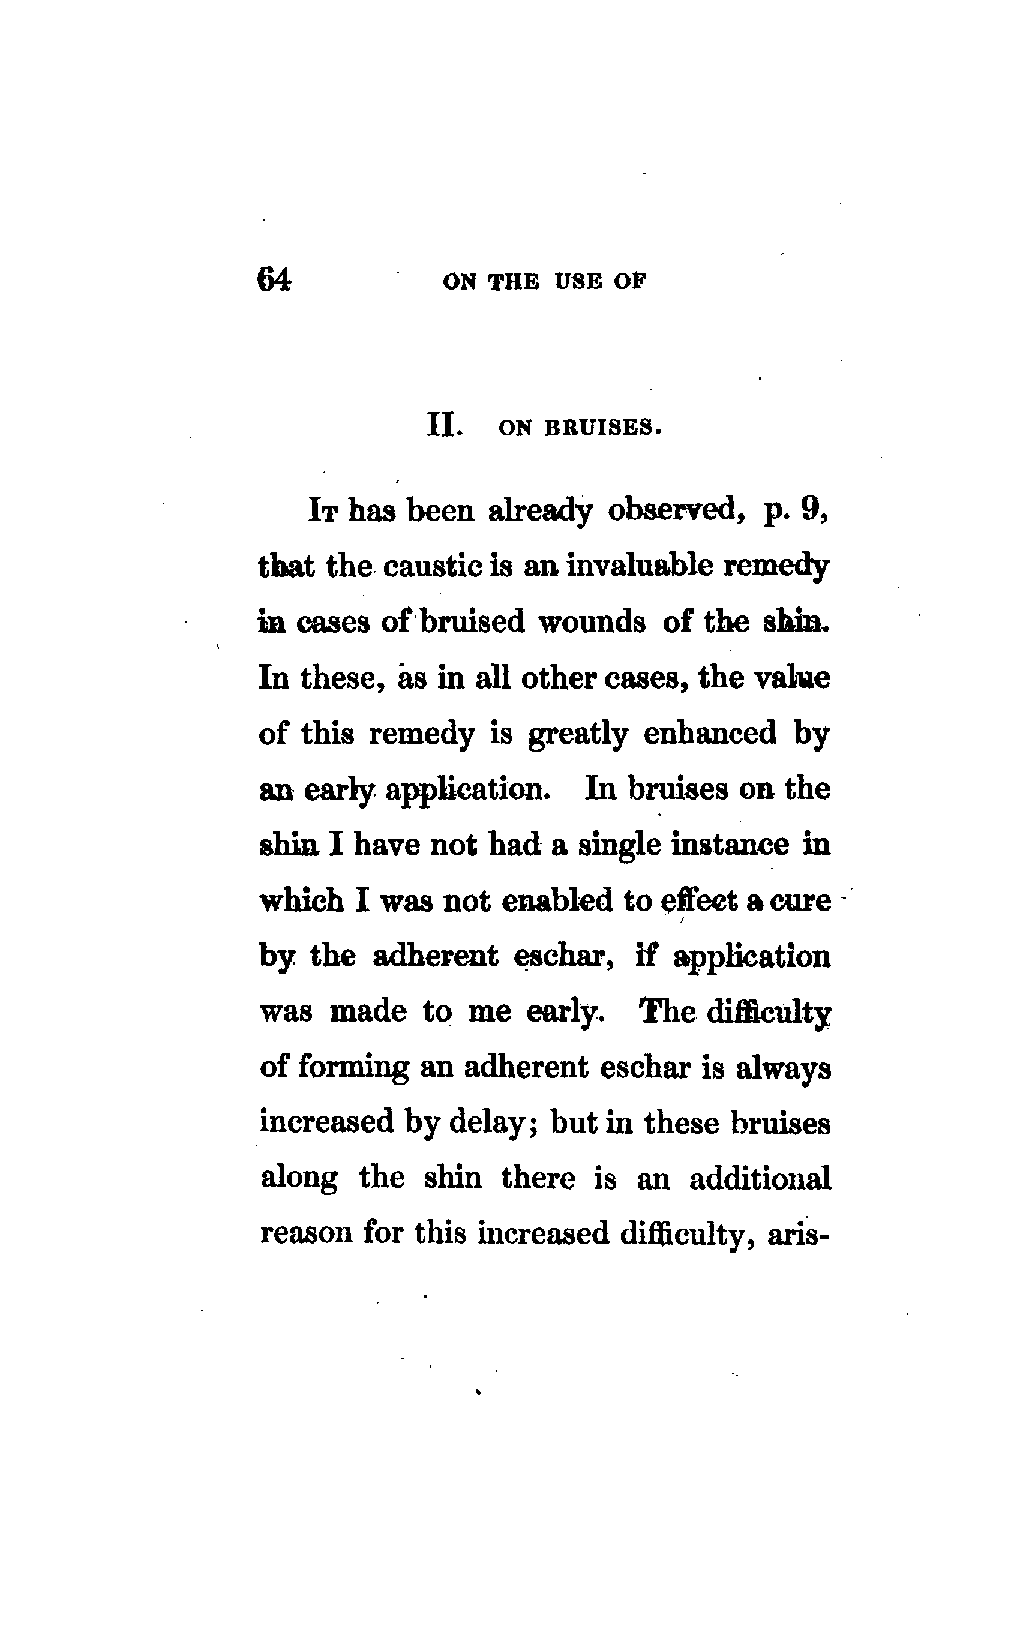 64 ON THE USE OF
II. ON BRUISES.
IT has been already observed, p. 9,
that the caustic is an invaluable remedy
in cases of bruised wounds of the shin.
In these, as in all other cases, the value
of this remedy is greatly enhanced by
an early application. In bruises on the
shin I have not had a single instance in
which I was not enabled to effect a cure
by the adherent eschar, if application
was made to me early. The difficulty
of forming an adherent eschar is always
increased by delay; but in these bruises
along the shin there is an additional
reason for this increased difficulty, aris-